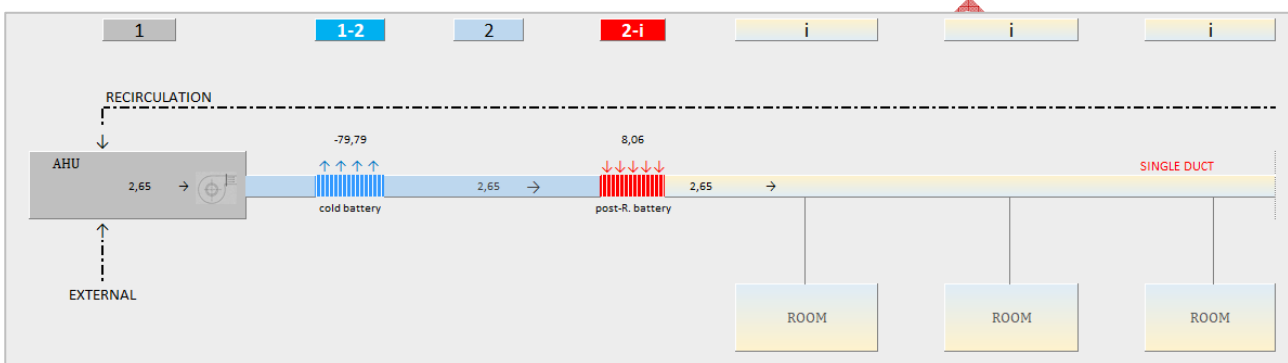 1
1-2
2
2-i
i
i
i
RECIRCULATION
-79,79
8,06
AHU
SINGLE DUCT
2,65
2,65
2,65
cold battery
post-R. battery
EXTERNAL
ROOM
ROOM
ROOM